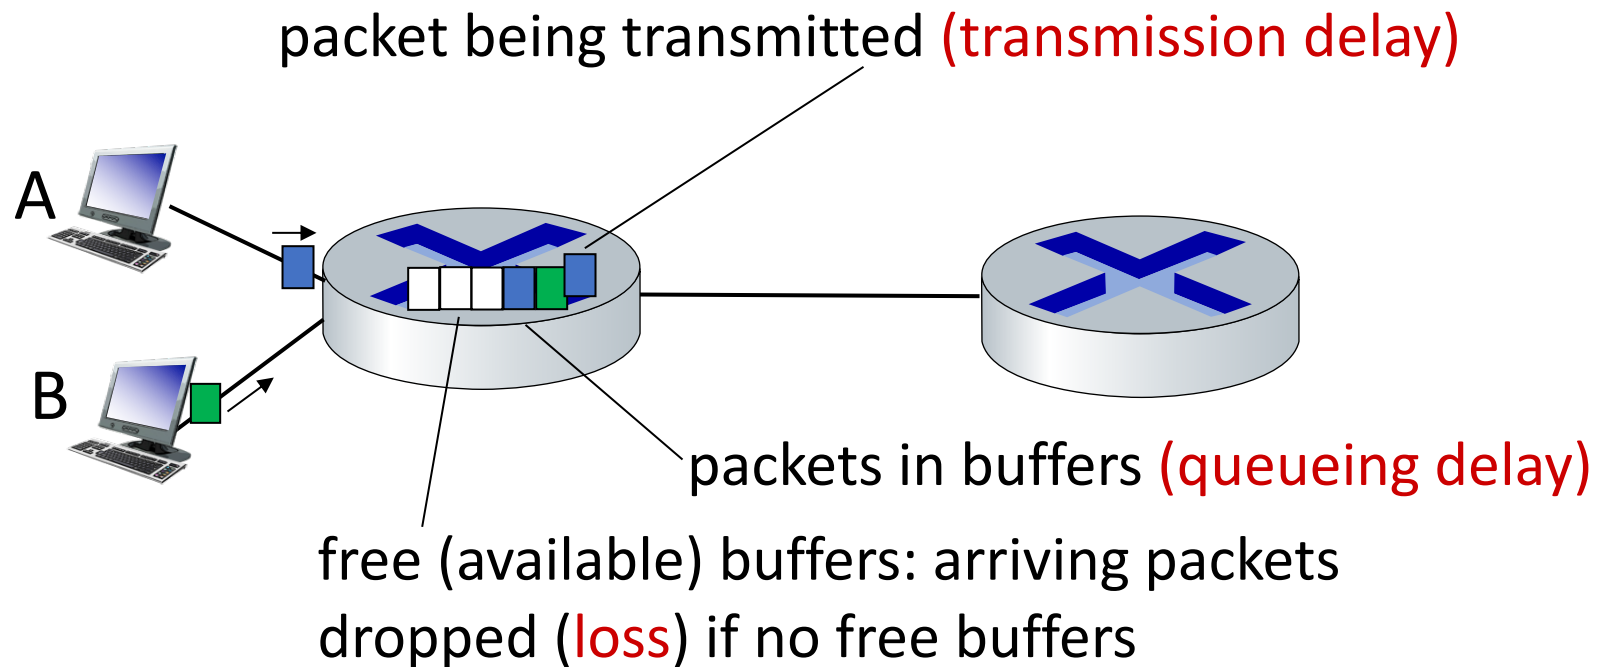 packet being transmitted (transmission delay)
A
B
packets in buffers (queueing delay)
free (available) buffers: arriving packets
dropped (loss) if no free buffers